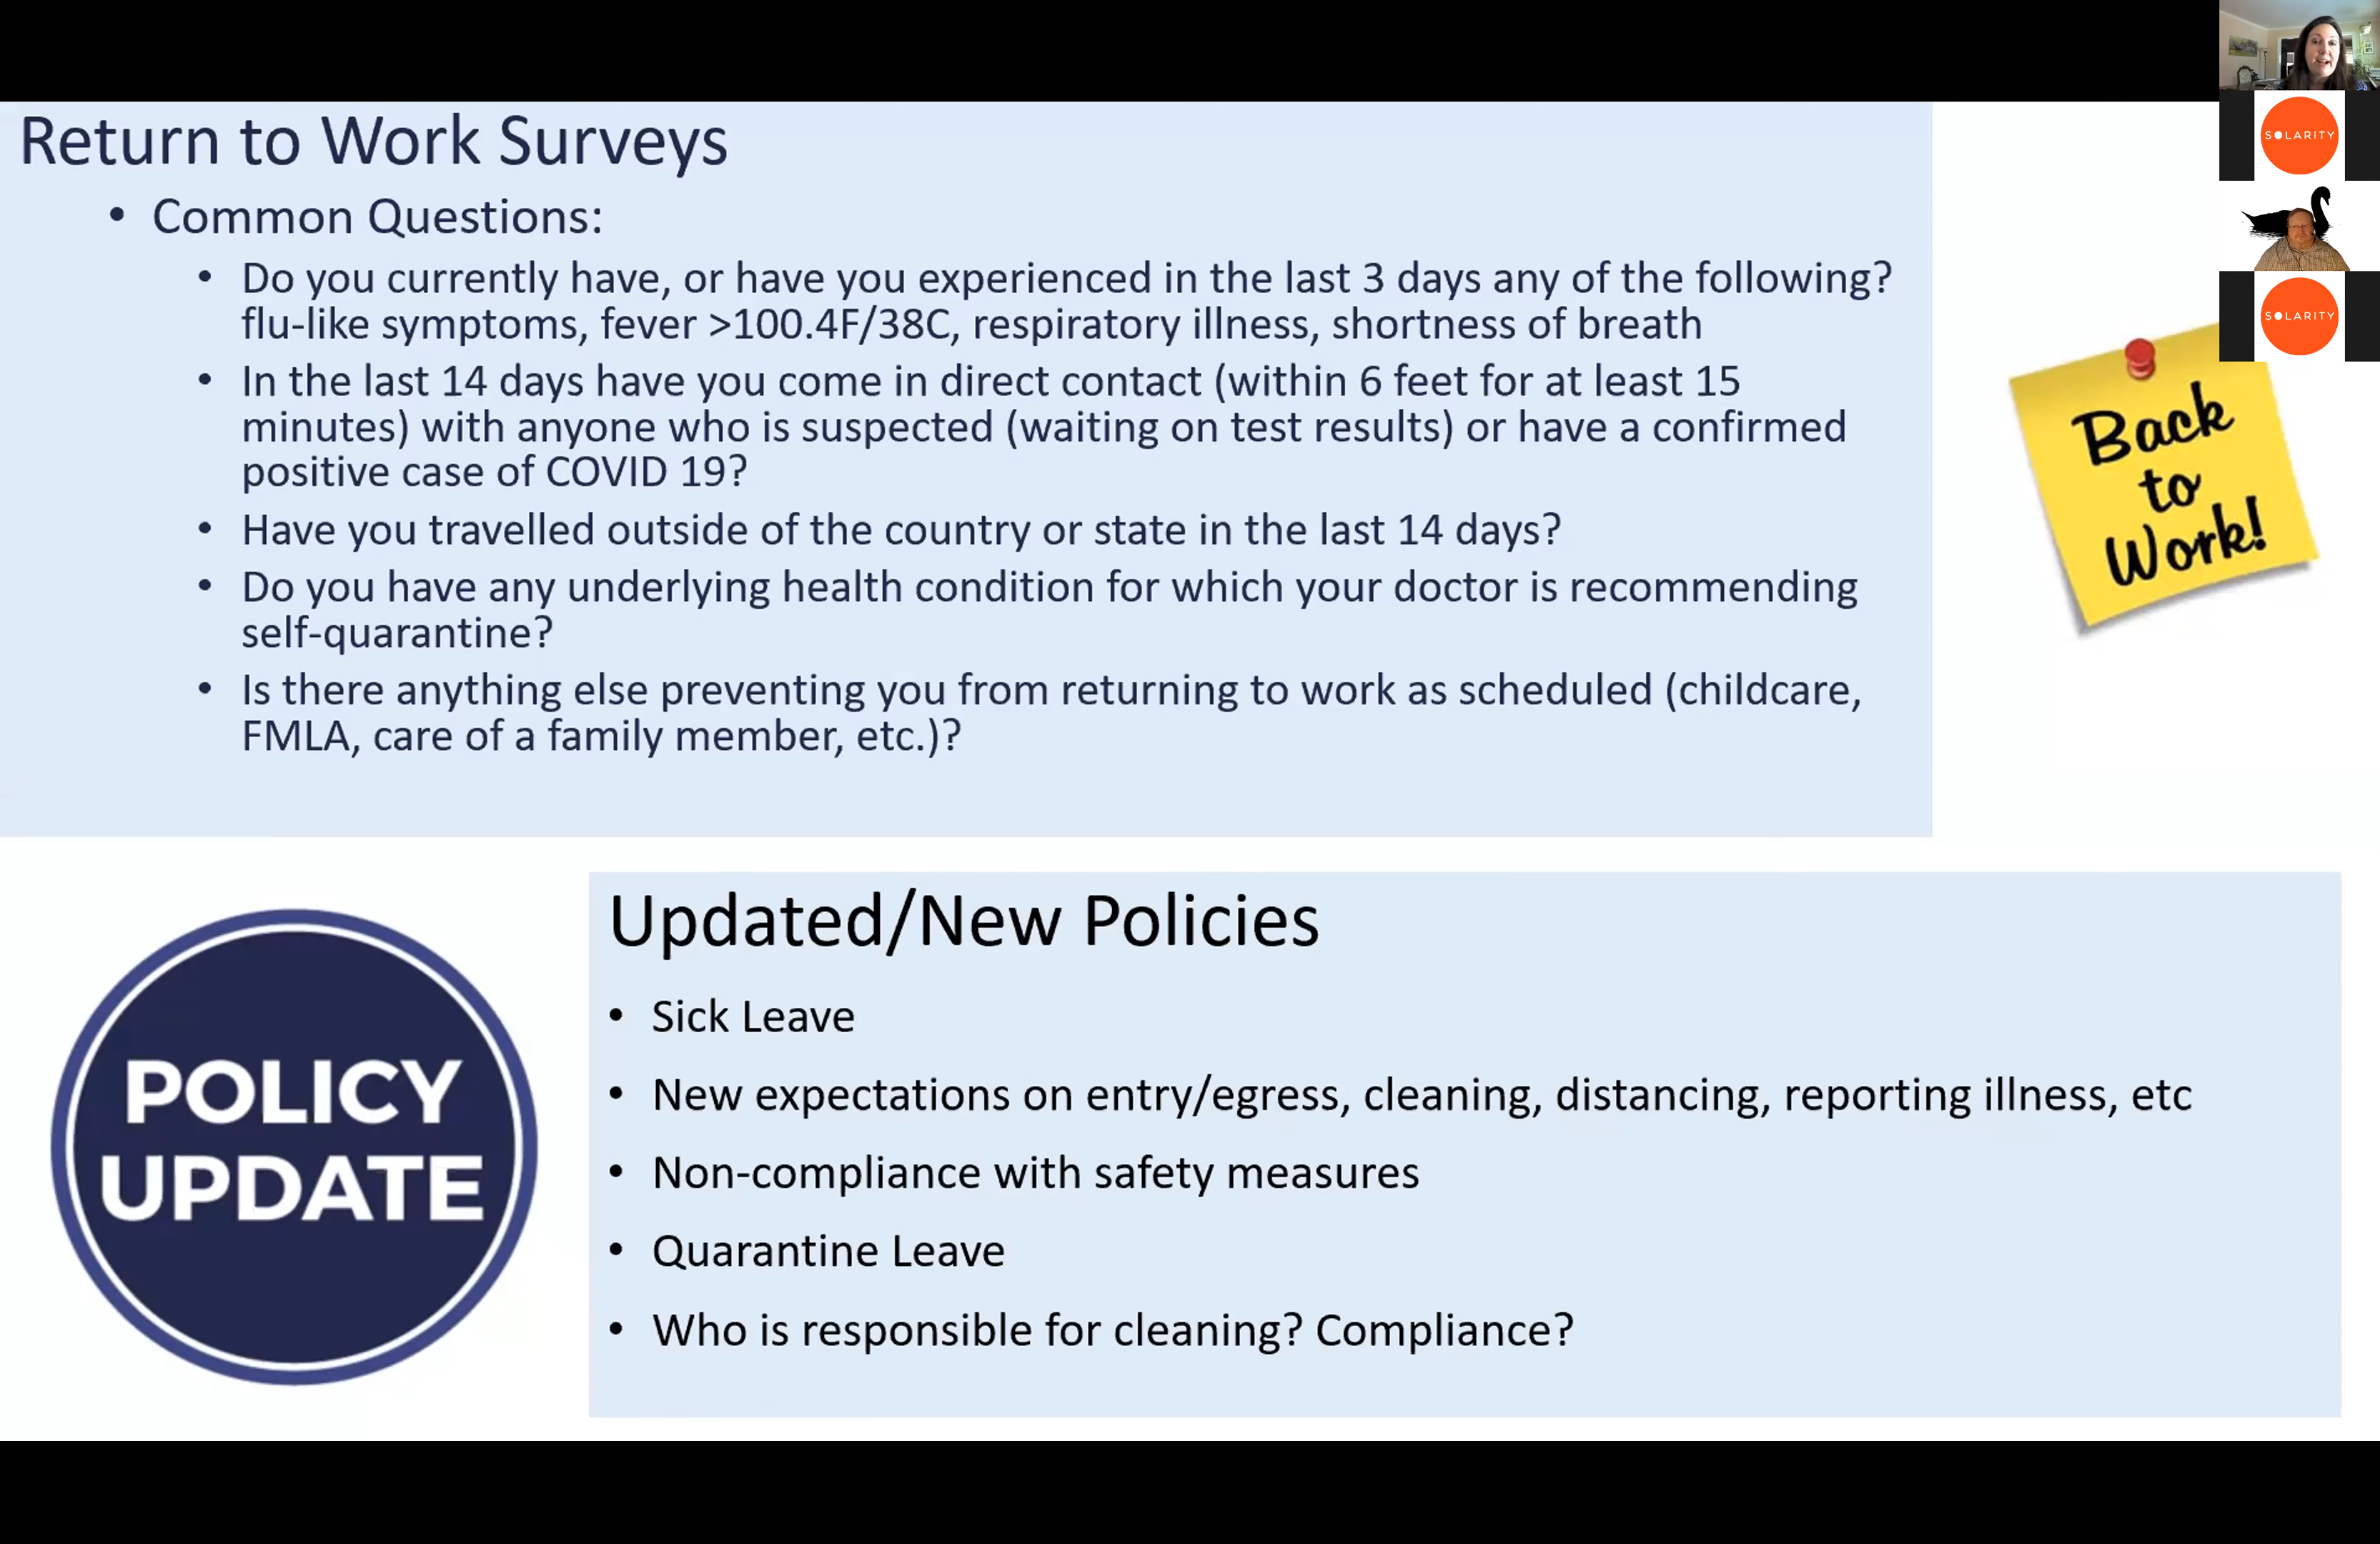 Return to Work Surveys
• Common Questions:
• Do you currently have, or have you experienced in the last 3 days any of the following?
flu-like symptoms, fever >100.4F/38C, respiratory illness, shortness of breath
• In the last 14 days have you come in direct contact (within 6 feet for at least 15
minutes) with anyone who is suspected (waiting on test results) or have a confirmed
positive case of COVID 19?
• Have you travelled outside of the country or state in the last 14 days?
• Do you have any underlying health condition for which your doctor is recommending
self-quarantine?
• Is there anything else preventing you from returning to work as scheduled (childcare,
FMLA, care of a family member, etc.)?
SOLARITY
SOLARITY
Back
to
Work!
POLICY
UPDATE
Updated/New Policies
• Sick Leave
• New expectations on entry/egress, cleaning, distancing, reporting illness, etc
• Non-compliance with safety measures
• Quarantine Leave
• Who is responsible for cleaning? Compliance?